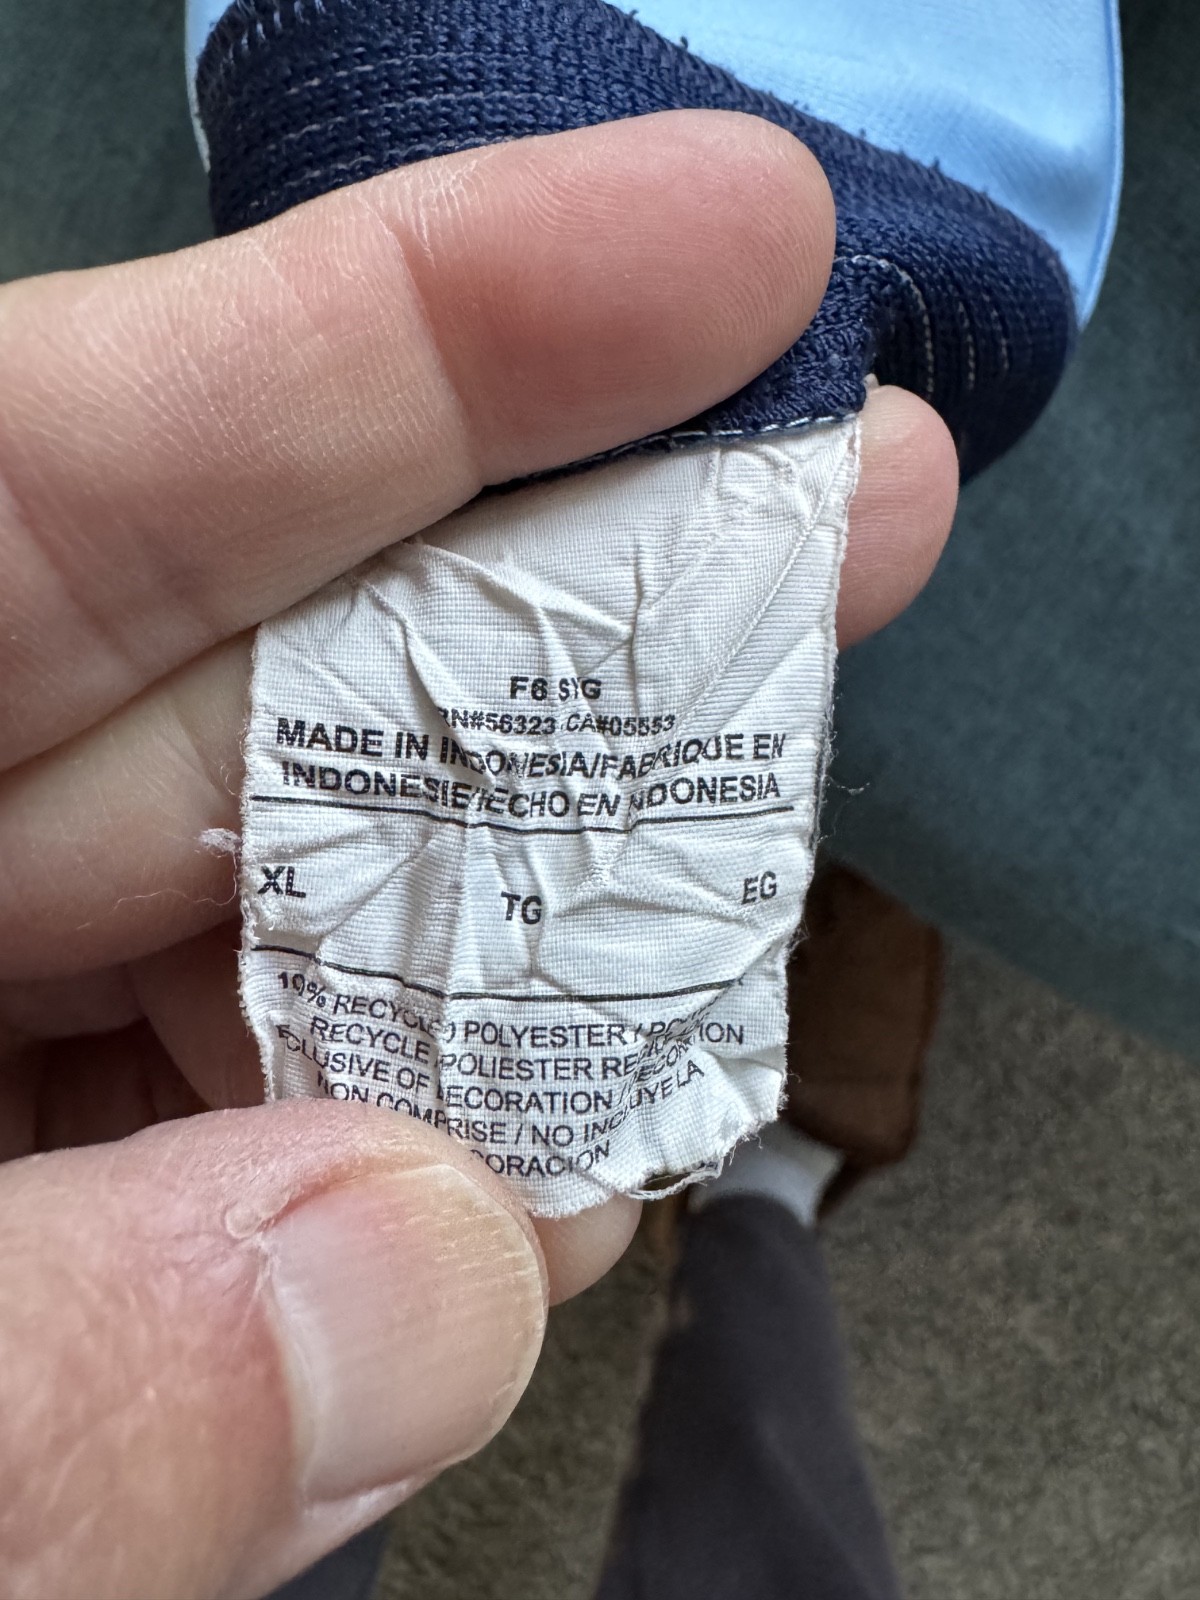 F6 SYG
RN#56323 CA#05553
MADE IN INDONESIA/FABRIQUE EN
INDONESIE/HECHO EN INDONESIA
XL TG EG
RECYCLED POLYESTER /
RECYCLE / POLIESTER
EXCLUSIVE OF DECORATION / DECORATION
NON COMPRISE / NO INCLUYE LA
DECORACION